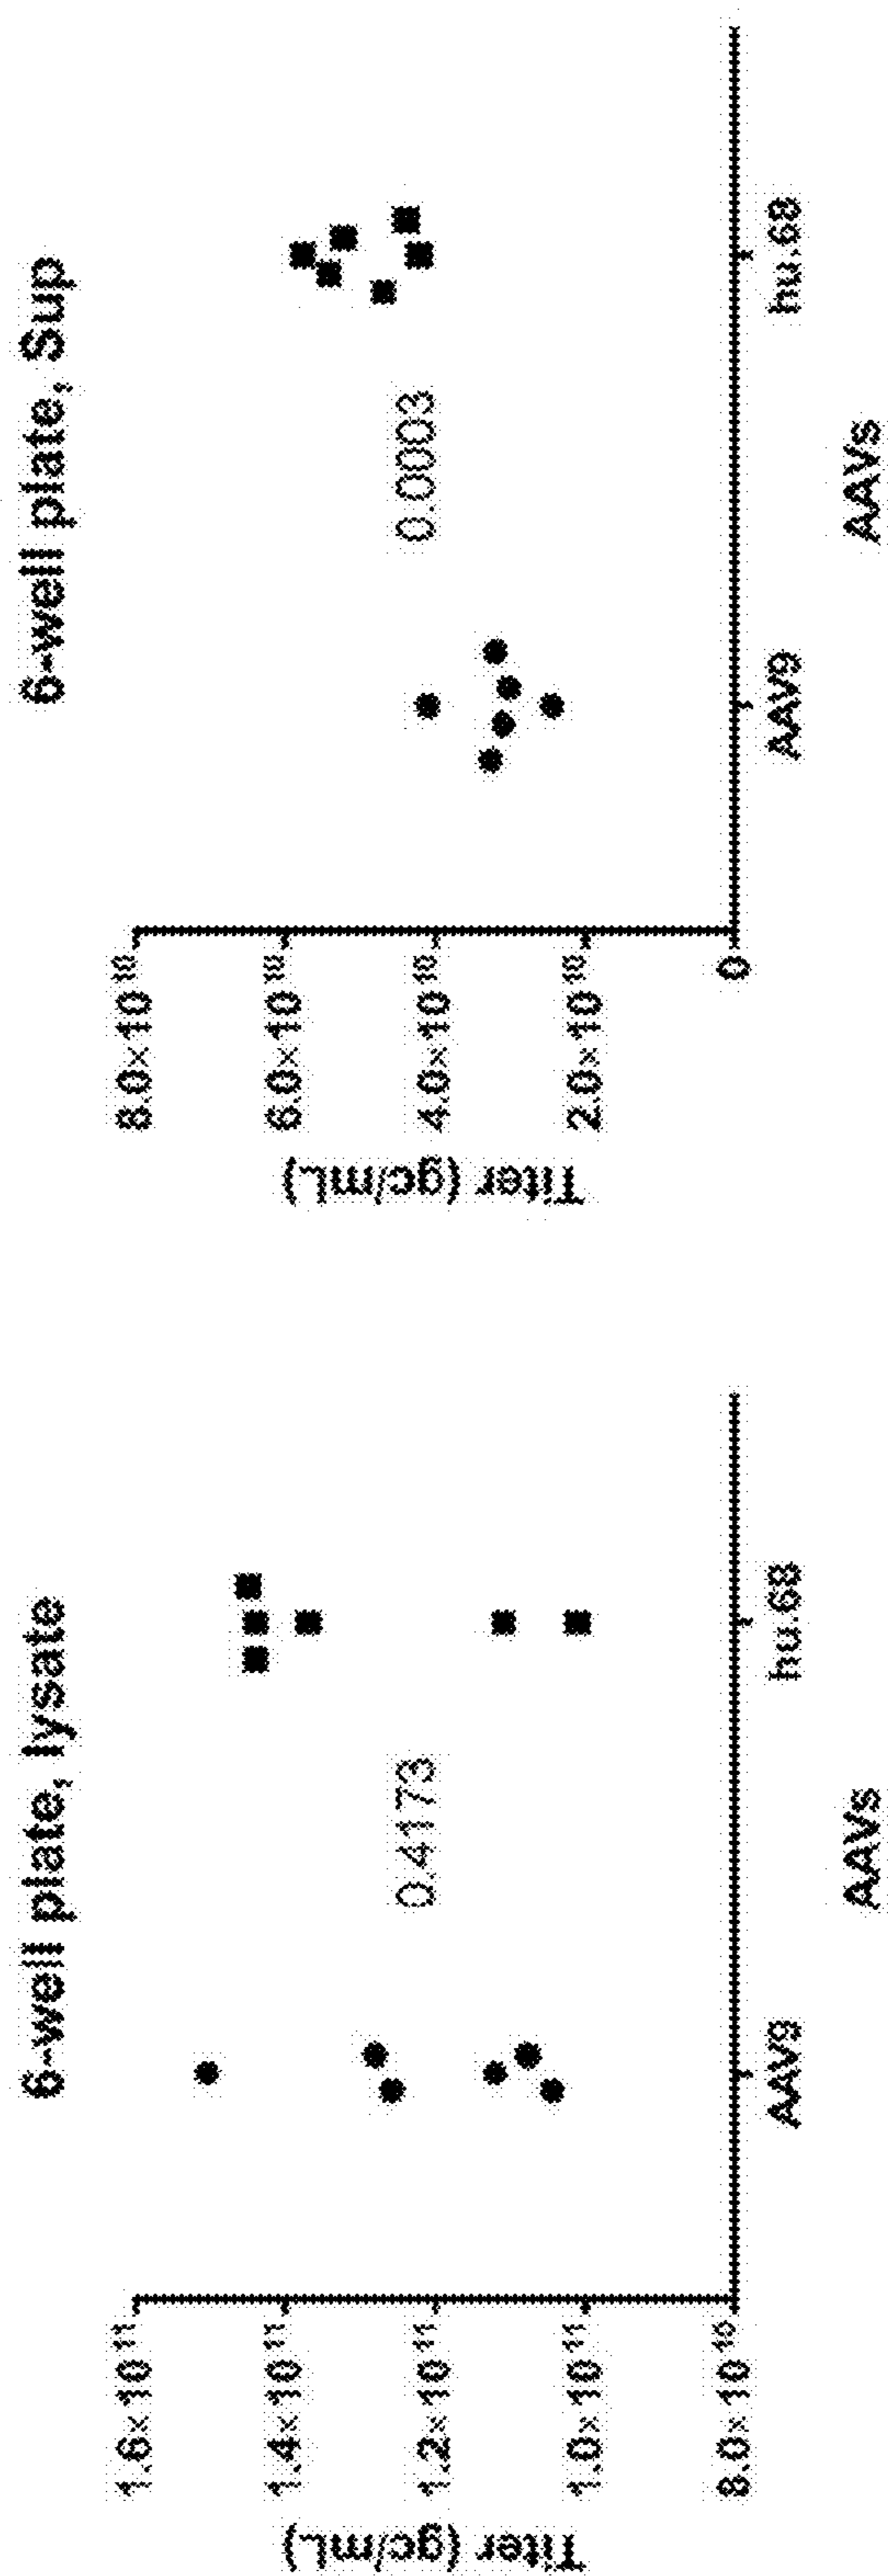 6-well plate, lysate
Titer (gc/mL)
1.6×10¹¹
1.4×10¹¹
1.2×10¹¹
1.0×10¹¹
8.0×10¹⁰
0.4173
AAV9
hu.68
AAVs
6-well plate, Sup
Titer (gc/mL)
8.0×10¹⁰
6.0×10¹⁰
4.0×10¹⁰
2.0×10¹⁰
0
0.0003
AAV9
hu.68
AAVs